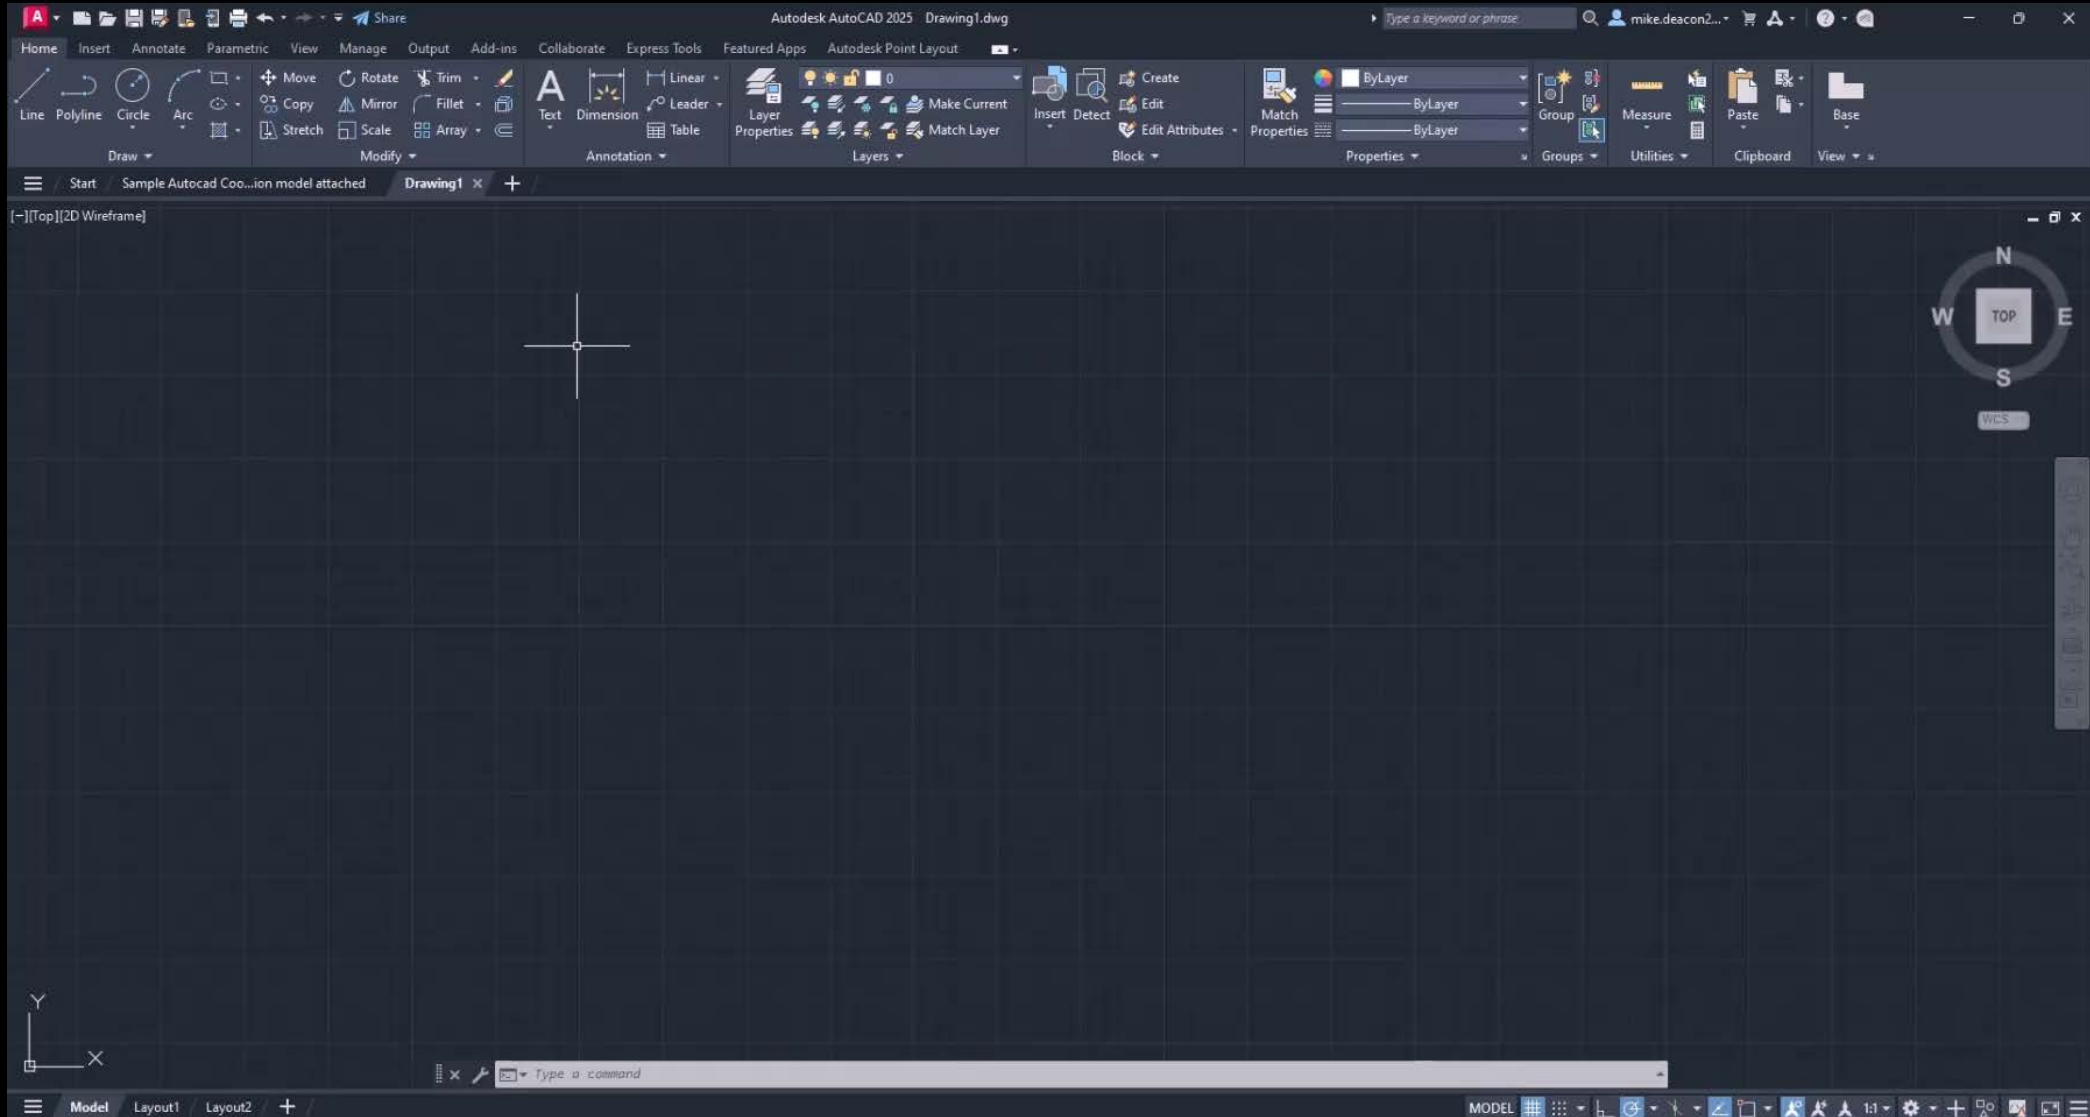 A Share Autodesk AutoCAD 2025 Drawing1.dwg Type a keyword or phrase mike.deacon2...
Home Insert Annotate Parametric View Manage Output Add-ins Collaborate Express Tools Featured Apps Autodesk Point Layout
Move Rotate Trim Linear 0 Create ByLayer
Copy Mirror Fillet Leader Make Current Edit ByLayer
Line Polyline Circle Arc Text Dimension Layer Properties Insert Detect Match Properties Group Measure Paste Base
Stretch Scale Array Table Match Layer Edit Attributes ByLayer
Draw Modify Annotation Layers Block Properties Groups Utilities Clipboard View
Start Sample Autocad Coo...ion model attached Drawing1
[−][Top][2D Wireframe]
N
W TOP E
S
WCS
Y
X
Type a command
Model Layout1 Layout2 MODEL 1:1